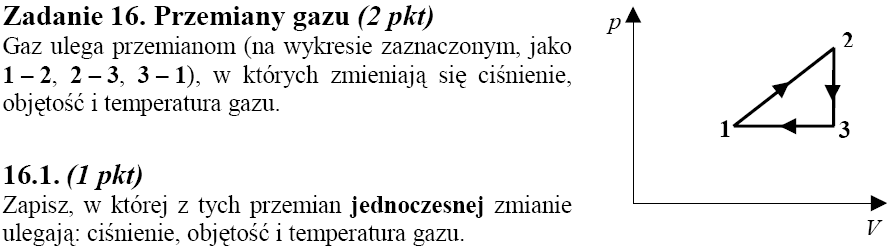 Zadanie 16. Przemiany gazu (2 pkt)
Gaz ulega przemianom (na wykresie zaznaczonym, jako
1 – 2, 2 – 3, 3 – 1), w których zmieniają się ciśnienie,
objętość i temperatura gazu.
16.1. (1 pkt)
Zapisz, w której z tych przemian jednoczesnej zmianie
ulegają: ciśnienie, objętość i temperatura gazu.
p
2
1
3
V